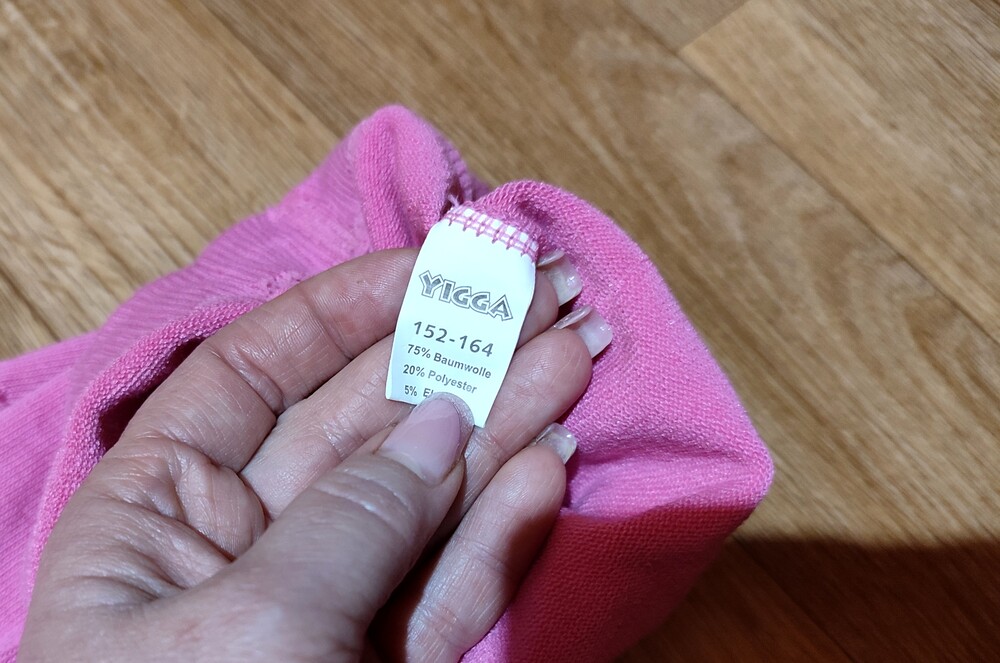 YIGGA
152-164
75% Baumwolle
20% Polyester
5%